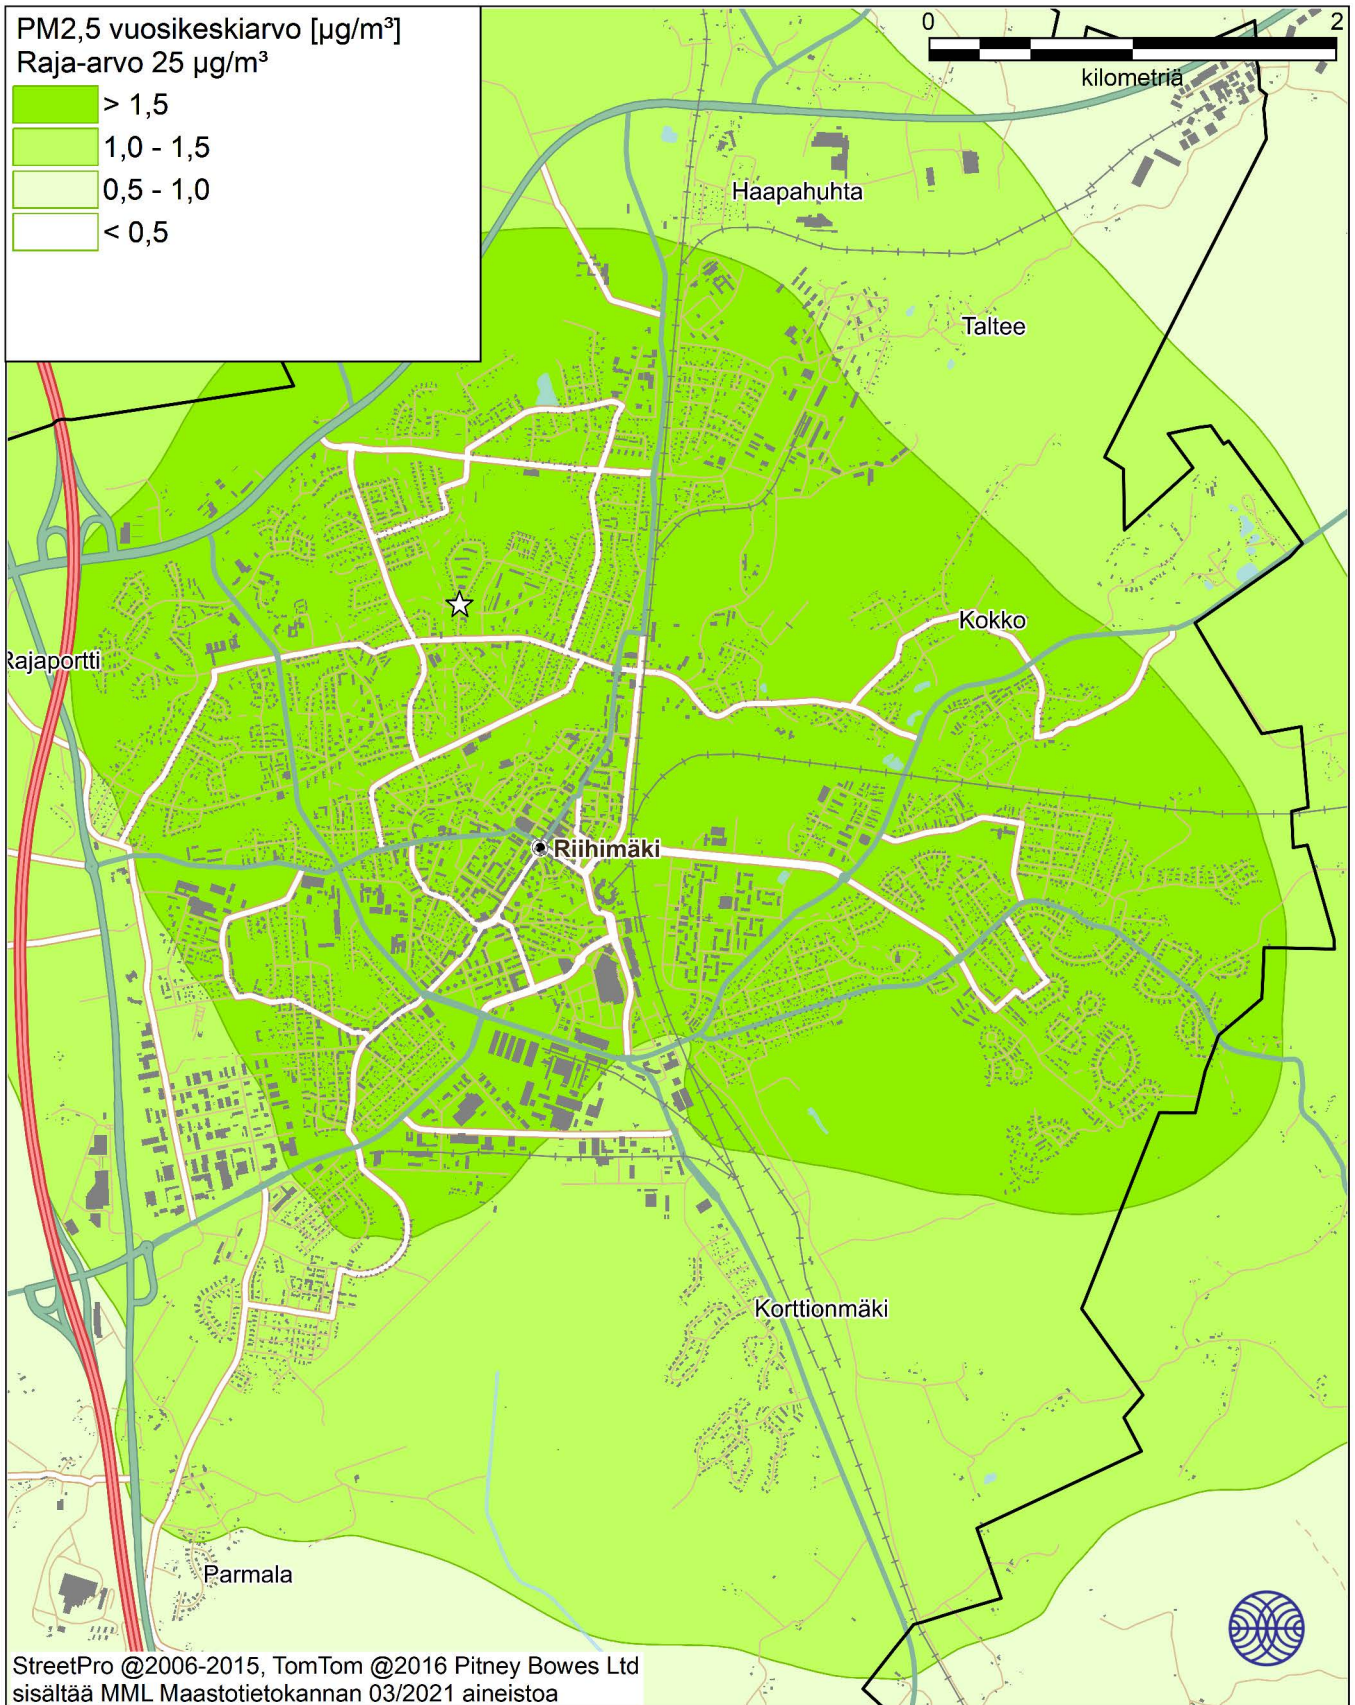 PM2,5 vuosikeskiarvo [µg/m³]
Raja-arvo 25 µg/m³
> 1,5
1,0 - 1,5
0,5 - 1,0
< 0,5
0 2
kilometriä
Haapahuhta
Taltee
Kokko
Rajaportti
Riihimäki
Korttionmäki
Parmala
StreetPro @2006-2015, TomTom @2016 Pitney Bowes Ltd
sisältää MML Maastotietokannan 03/2021 aineistoa